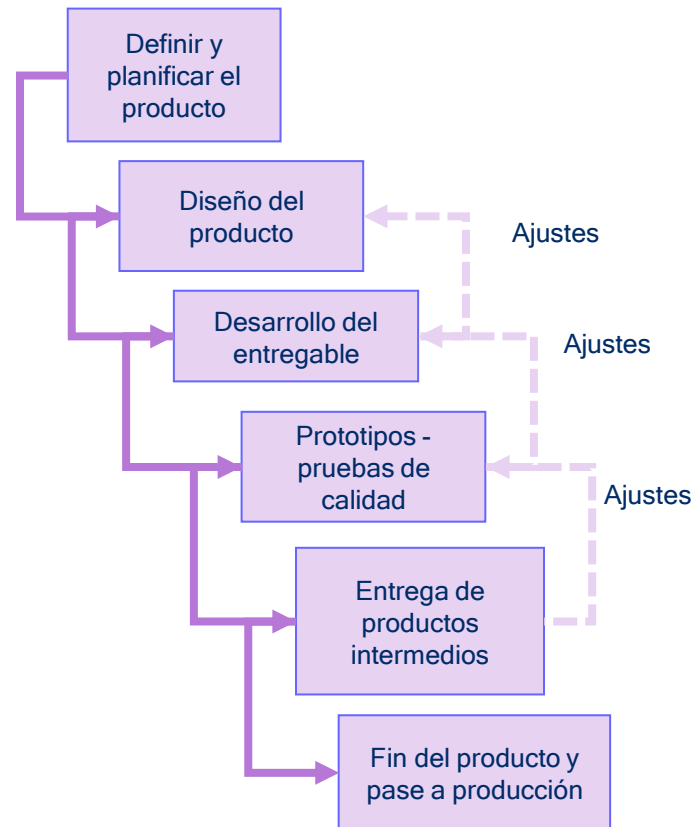 Definir y
planificar el
producto
Diseño del
producto
Ajustes
Desarrollo del
entregable
Ajustes
Prototipos -
pruebas de
calidad
Ajustes
Entrega de
productos
intermedios
Fin del producto y
pase a producción